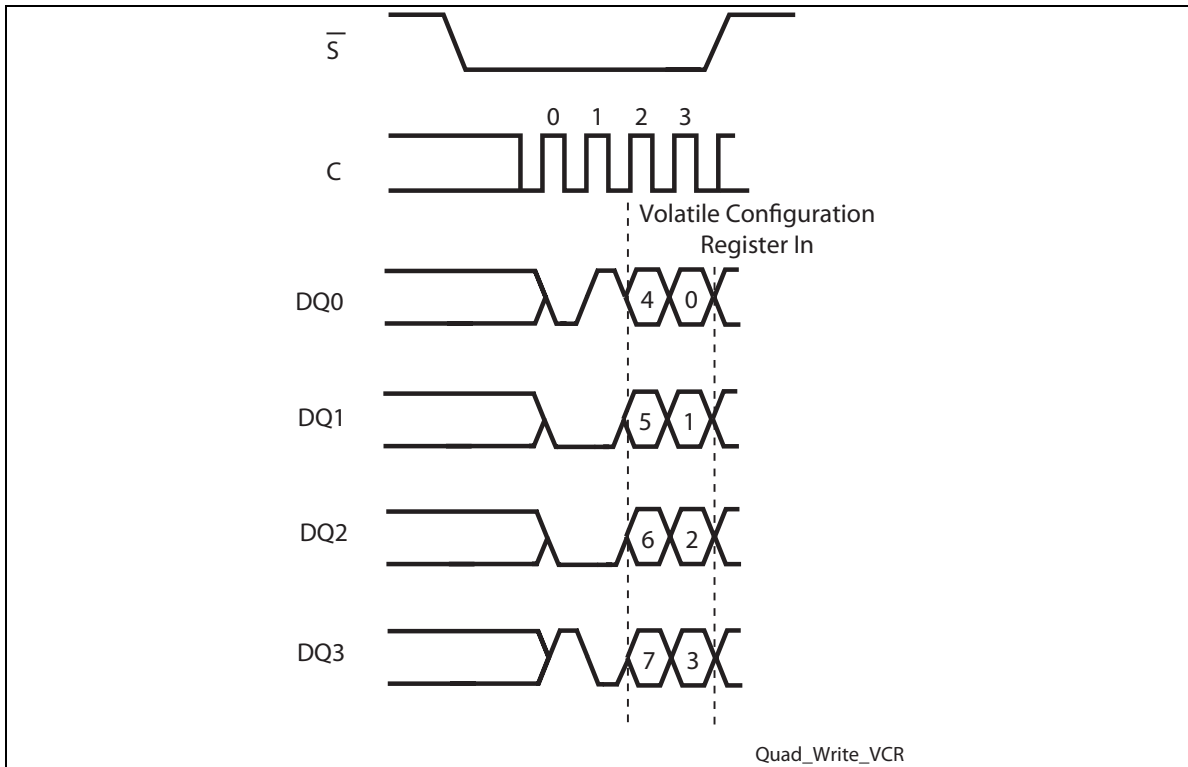 S
0 1 2 3
C
Volatile Configuration
Register In
DQ0 4 0
DQ1 5 1
DQ2 6 2
DQ3 7 3
Quad_Write_VCR